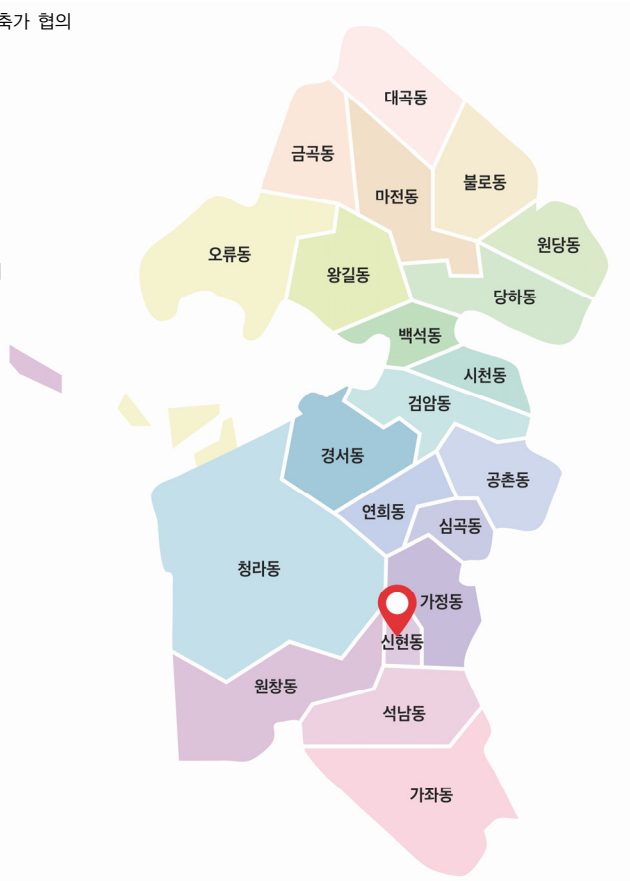 축가 협의
대곡동
금곡동
마전동
불로동
오류동
왕길동
원당동
당하동
백석동
시천동
검암동
경서동
공촌동
연희동
심곡동
청라동
가정동
신현동
원창동
석남동
가좌동